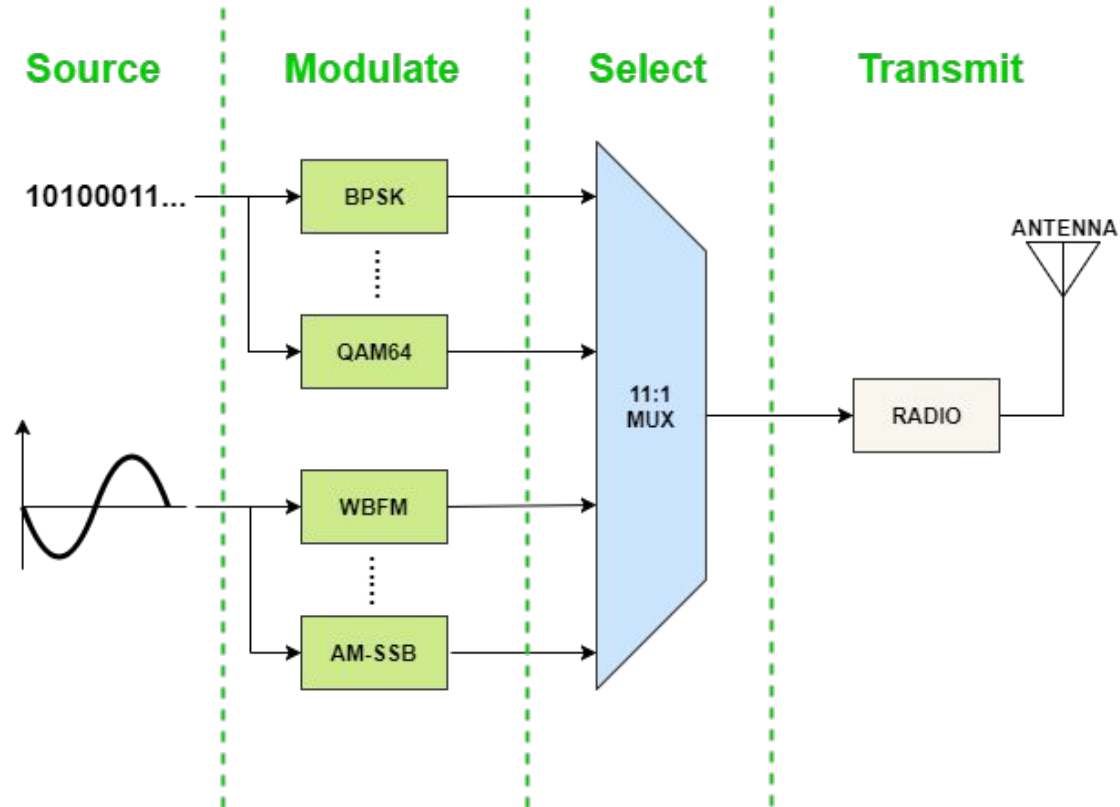 Source
Modulate
Select
Transmit
10100011...
BPSK
QAM64
WBFM
AM-SSB
11:1
MUX
RADIO
ANTENNA